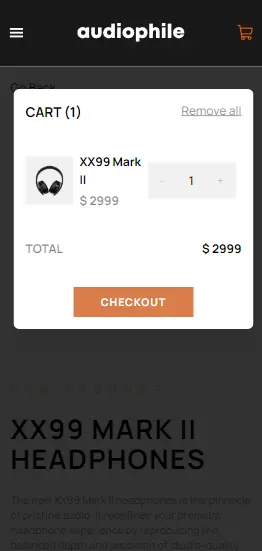 audiophile
Go Back
CART (1)
Remove all
XX99 Mark
II
$ 2999
- 1 +
TOTAL
$ 2999
CHECKOUT
NEW PRODUCT
XX99 MARK II
HEADPHONES
The new XX99 Mark II headphones is the pinnacle
of pristine audio. It redefines your premium
headphone experience by reproducing the
balanced depth and precision of studio-quality